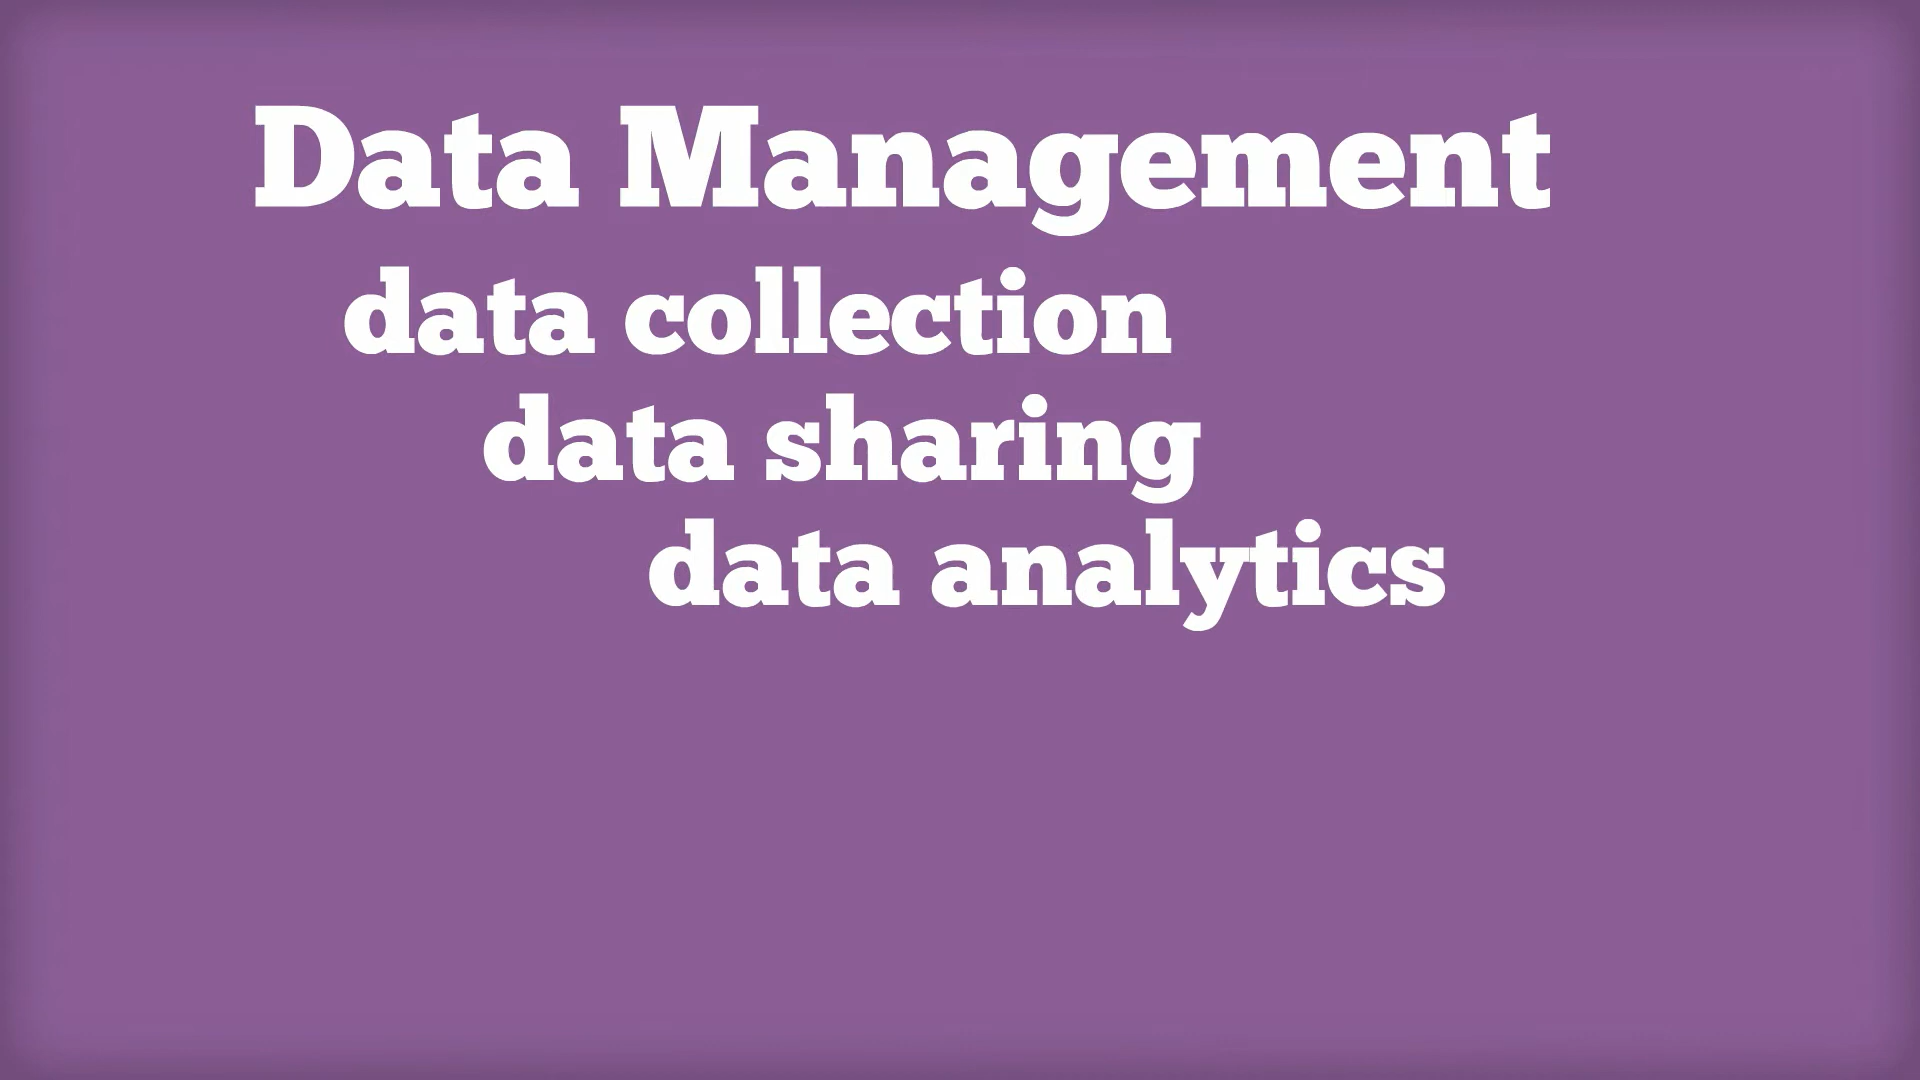 Data Management
data collection
data sharing
data analytics